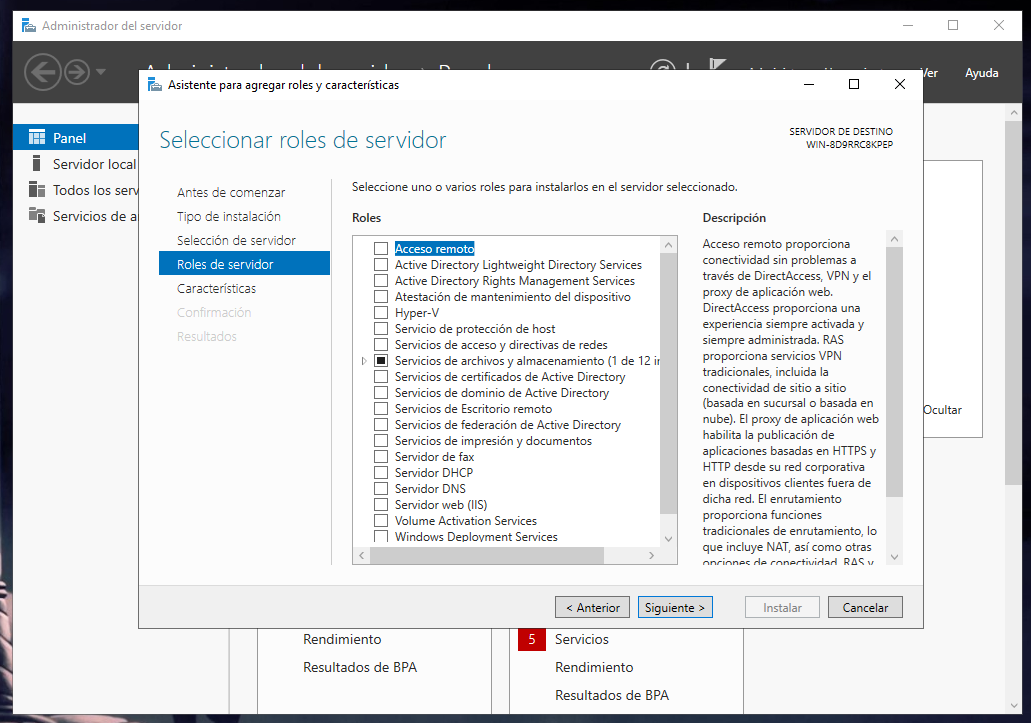 Administrador del servidor
Ver
Ayuda
Asistente para agregar roles y características
Seleccionar roles de servidor
SERVIDOR DE DESTINO
WIN-8D9RRC8KPEP
Panel
Servidor local
Todos los serv
Servicios de a
Antes de comenzar
Tipo de instalación
Selección de servidor
Roles de servidor
Características
Confirmación
Resultados
Seleccione uno o varios roles para instalarlos en el servidor seleccionado.
Roles
Acceso remoto
Active Directory Lightweight Directory Services
Active Directory Rights Management Services
Atestación de mantenimiento del dispositivo
Hyper-V
Servicio de protección de host
Servicios de acceso y directivas de redes
Servicios de archivos y almacenamiento (1 de 12 in
Servicios de certificados de Active Directory
Servicios de dominio de Active Directory
Servicios de Escritorio remoto
Servicios de federación de Active Directory
Servicios de impresión y documentos
Servidor de fax
Servidor DHCP
Servidor DNS
Servidor web (IIS)
Volume Activation Services
Windows Deployment Services
Descripción
Acceso remoto proporciona
conectividad sin problemas a
través de DirectAccess, VPN y el
proxy de aplicación web.
DirectAccess proporciona una
experiencia siempre activada y
siempre administrada. RAS
proporciona servicios VPN
tradicionales, incluida la
conectividad de sitio a sitio
(basada en sucursal o basada en
nube). El proxy de aplicación web
habilita la publicación de
aplicaciones basadas en HTTPS y
HTTP desde su red corporativa
en dispositivos clientes fuera de
dicha red. El enrutamiento
proporciona funciones
tradicionales de enrutamiento, lo
que incluye NAT, así como otras
opciones de conectividad. RAS y
Ocultar
< Anterior
Siguiente >
Instalar
Cancelar
Rendimiento
Resultados de BPA
5 Servicios
Rendimiento
Resultados de BPA